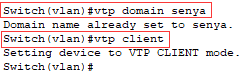 Switch(vlan)#vtp domain senya
Domain name already set to senya.
Switch(vlan)#vtp client
Setting device to VTP CLIENT mode.
Switch(vlan)#